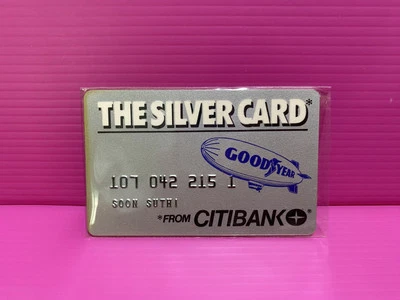 THE SILVER CARD*
GOODYEAR
107 042 215 1
SOON SUTHI
*FROM CITIBANK